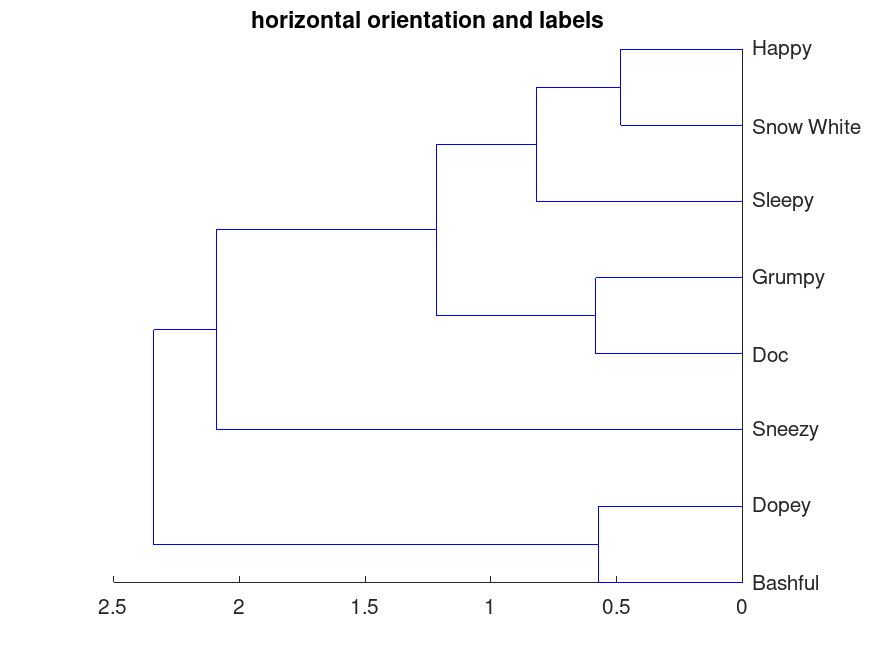 horizontal orientation and labels
Happy
Snow White
Sleepy
Grumpy
Doc
Sneezy
Dopey
Bashful
2.5 2 1.5 1 0.5 0